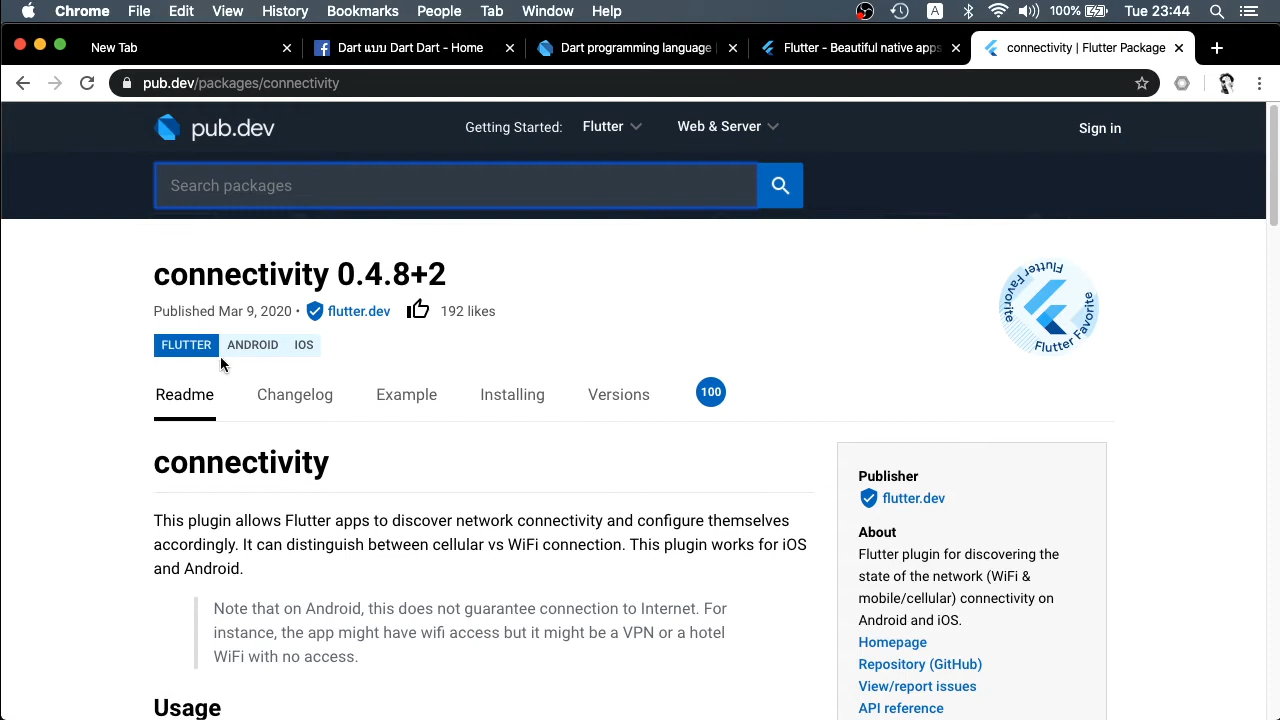 Chrome File Edit View History Bookmarks People Tab Window Help A 100% Tue 23:44
New Tab Dart แบบ Dart Dart - Home Dart programming language Flutter - Beautiful native apps connectivity | Flutter Package
pub.dev/packages/connectivity
pub.dev Getting Started: Flutter Web & Server Sign in
Search packages
connectivity 0.4.8+2
Published Mar 9, 2020 • flutter.dev 192 likes
FLUTTER ANDROID IOS
Flutter Favorite Flutter Favorite
Readme Changelog Example Installing Versions 100
connectivity
This plugin allows Flutter apps to discover network connectivity and configure themselves
accordingly. It can distinguish between cellular vs WiFi connection. This plugin works for iOS
and Android.
Note that on Android, this does not guarantee connection to Internet. For
instance, the app might have wifi access but it might be a VPN or a hotel
WiFi with no access.
Usage
Publisher
flutter.dev
About
Flutter plugin for discovering the
state of the network (WiFi &
mobile/cellular) connectivity on
Android and iOS.
Homepage
Repository (GitHub)
View/report issues
API reference